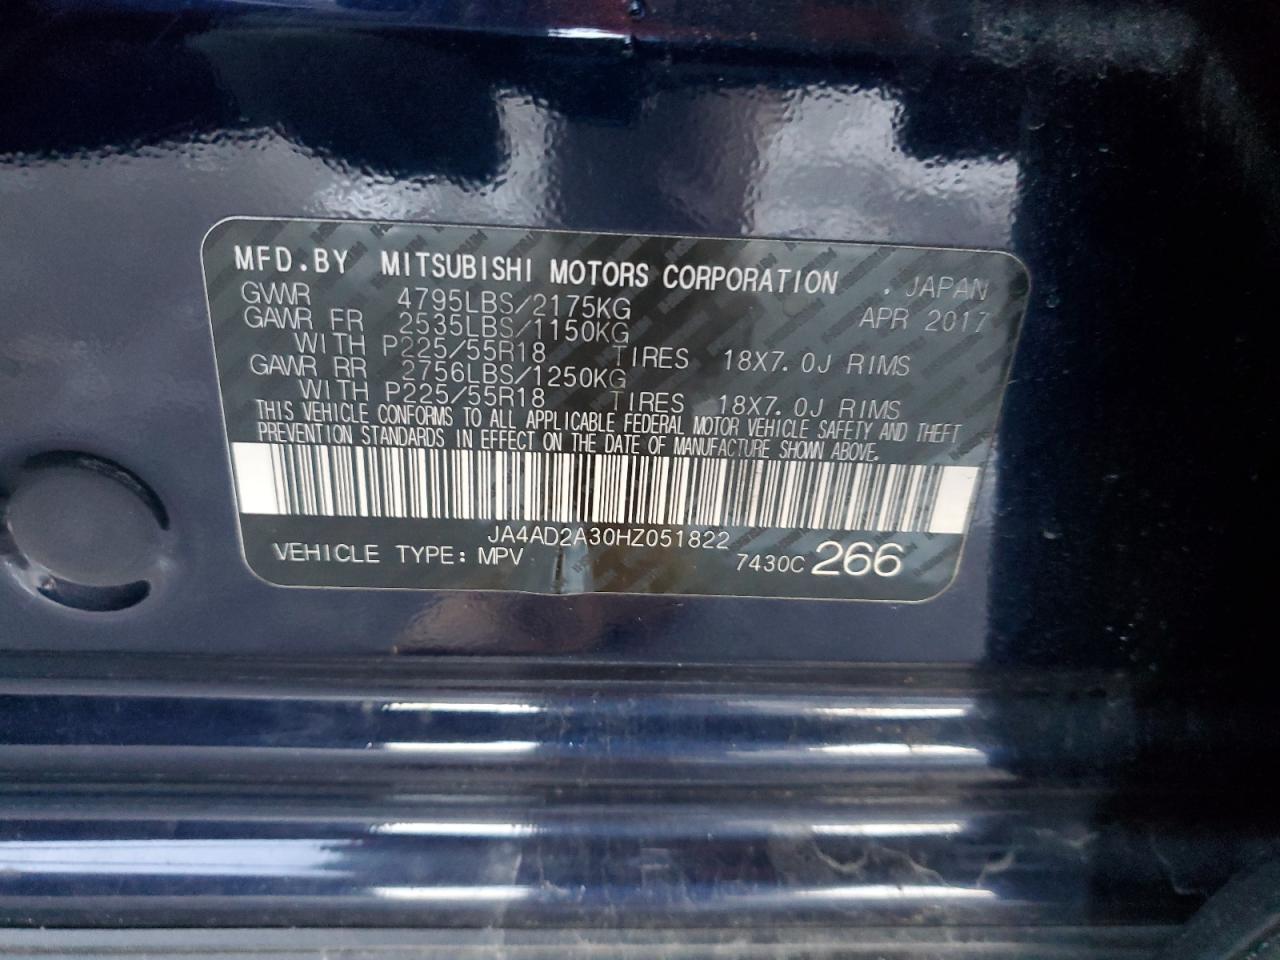 MFD.BY MITSUBISHI MOTORS CORPORATION . JAPAN
GVWR 4795LBS/2175KG APR 2017
GAWR FR 2535LBS/1150KG
WITH P225/55R18 TIRES 18X7.0J RIMS
GAWR RR 2756LBS/1250KG
WITH P225/55R18 TIRES 18X7.0J RIMS
THIS VEHICLE CONFORMS TO ALL APPLICABLE FEDERAL MOTOR VEHICLE SAFETY AND THEFT
PREVENTION STANDARDS IN EFFECT ON THE DATE OF MANUFACTURE SHOWN ABOVE.
JA4AD2A30HZ051822
VEHICLE TYPE: MPV 7430C 266